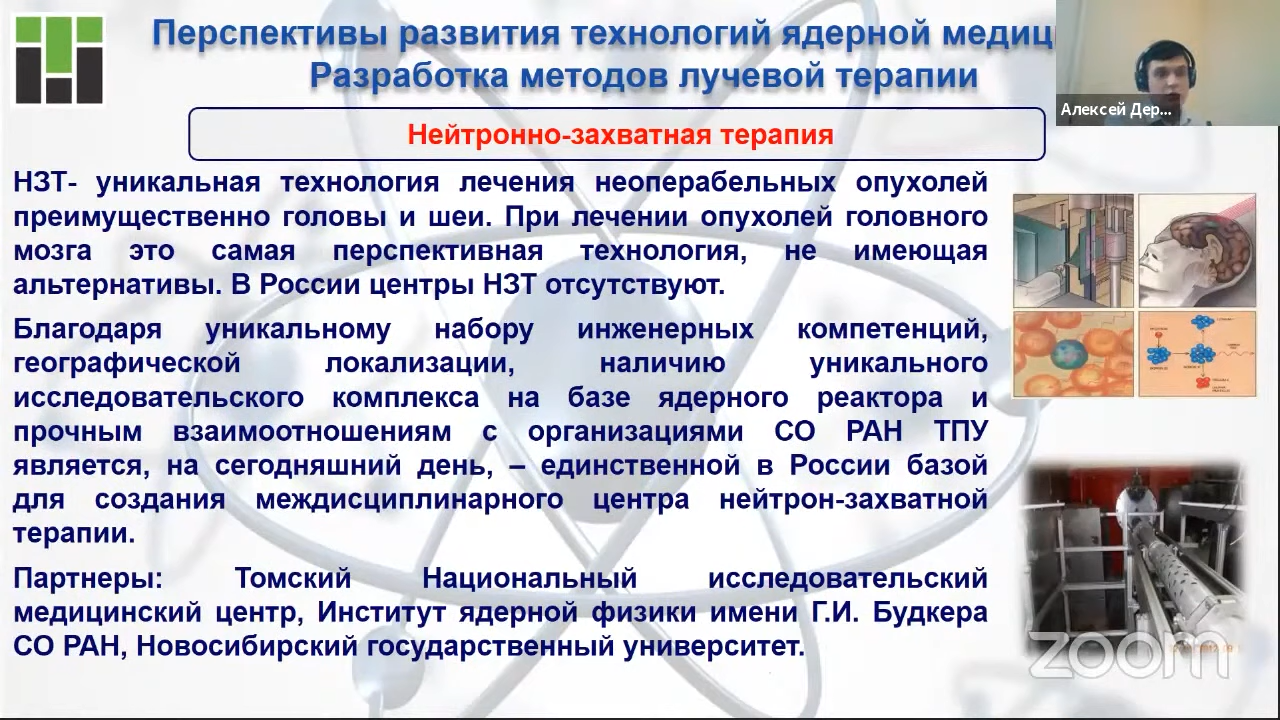 Перспективы развития технологий ядерной медиц
Разработка методов лучевой терапии
Алексей Дер...
Нейтронно-захватная терапия
НЗТ- уникальная технология лечения неоперабельных опухолей
преимущественно головы и шеи. При лечении опухолей головного
мозга это самая перспективная технология, не имеющая
альтернативы. В России центры НЗТ отсутствуют.
Благодаря уникальному набору инженерных компетенций,
географической локализации, наличию уникального
исследовательского комплекса на базе ядерного реактора и
прочным взаимоотношениям с организациями СО РАН ТПУ
является, на сегодняшний день, – единственной в России базой
для создания междисциплинарного центра нейтрон-захватной
терапии.
Партнеры: Томский Национальный исследовательский
медицинский центр, Институт ядерной физики имени Г.И. Будкера
СО РАН, Новосибирский государственный университет.
zoom